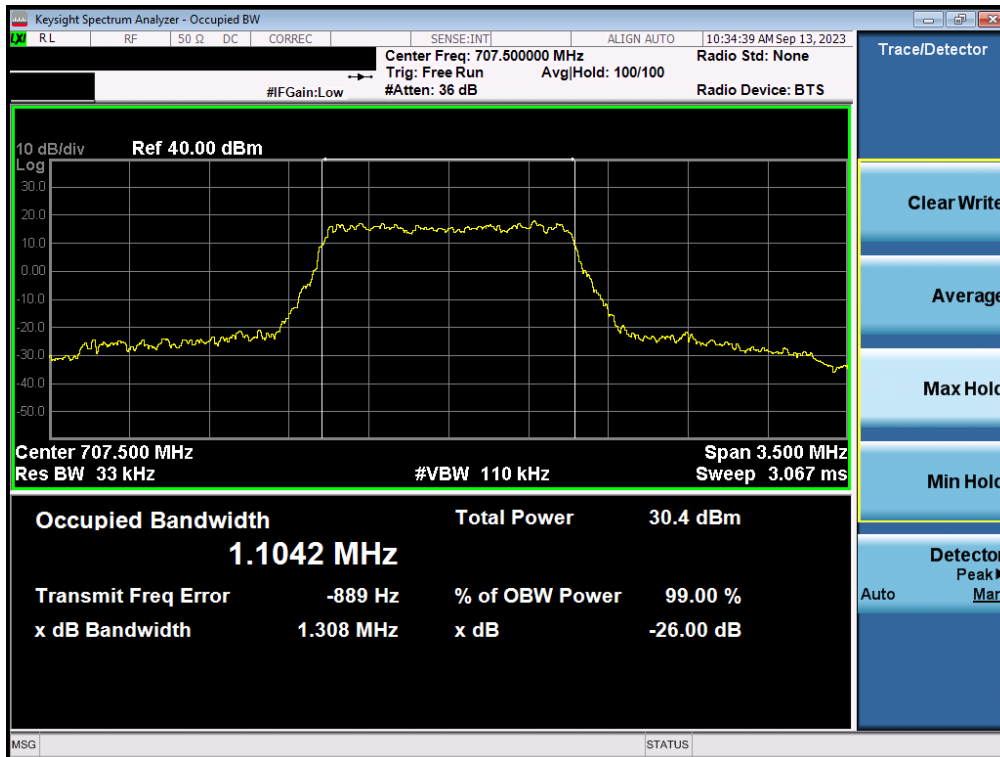 Keysight Spectrum Analyzer - Occupied BW
LXI RL RF 50 Ω DC CORREC SENSE:INT ALIGN AUTO 10:34:39 AM Sep 13, 2023
Center Freq: 707.500000 MHz Radio Std: None
Trig: Free Run Avg|Hold: 100/100
#IFGain:Low #Atten: 36 dB Radio Device: BTS
10 dB/div Ref 40.00 dBm
Log
30.0
20.0
10.0
0.00
-10.0
-20.0
-30.0
-40.0
-50.0
Center 707.500 MHz Span 3.500 MHz
Res BW 33 kHz #VBW 110 kHz Sweep 3.067 ms
Occupied Bandwidth Total Power 30.4 dBm
1.1042 MHz
Transmit Freq Error -889 Hz % of OBW Power 99.00 %
x dB Bandwidth 1.308 MHz x dB -26.00 dB
Trace/Detector
Clear Write
Average
Max Hold
Min Hold
Detector
Peak
Auto Man
MSG STATUS